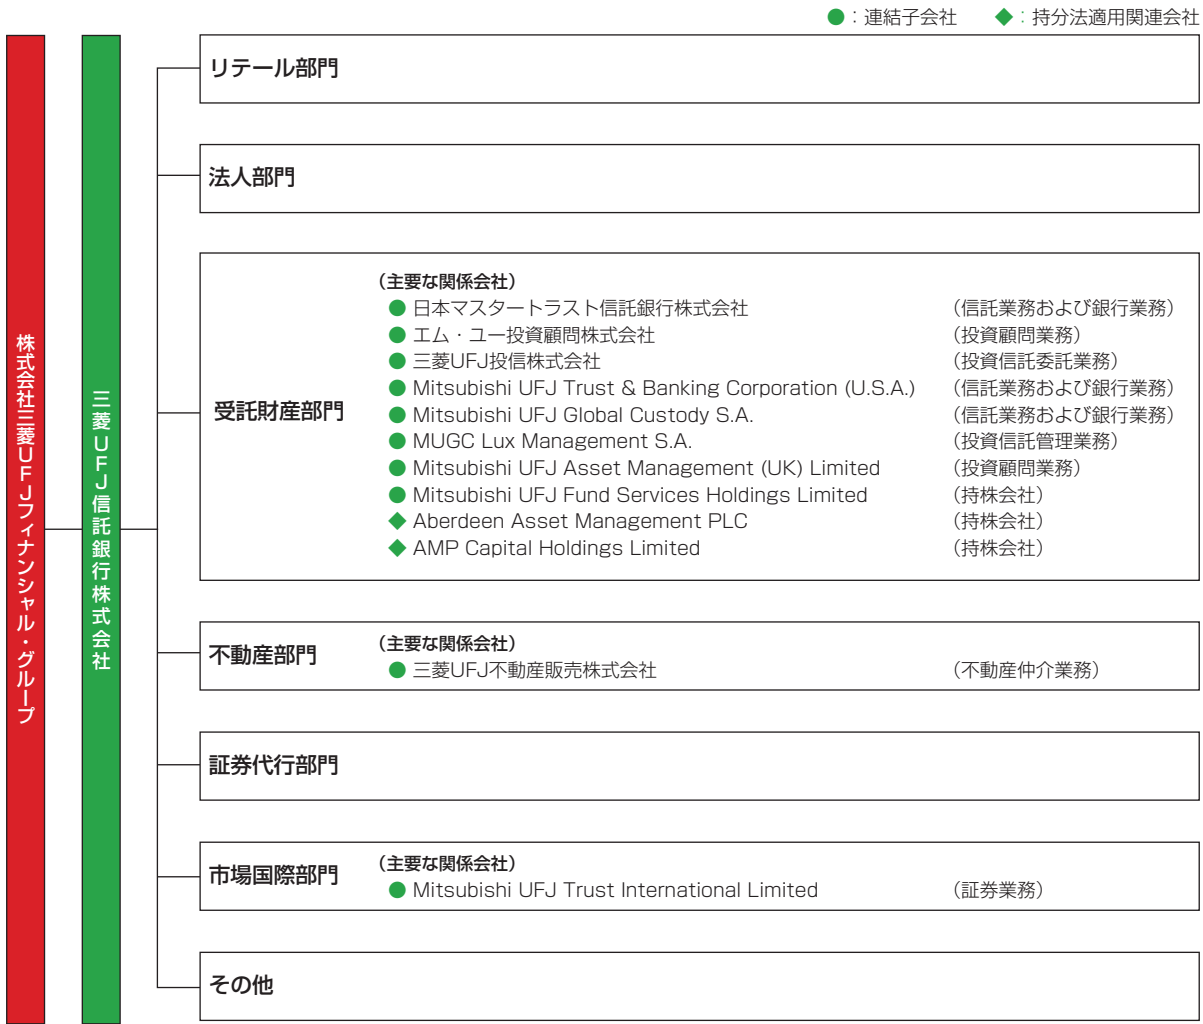 ●：連結子会社　◆：持分法適用関連会社
株式会社三菱UFJフィナンシャル・グループ
三菱UFJ信託銀行株式会社
リテール部門
法人部門
受託財産部門
（主要な関係会社）
● 日本マスタートラスト信託銀行株式会社　（信託業務および銀行業務）
● エム・ユー投資顧問株式会社　（投資顧問業務）
● 三菱UFJ投信株式会社　（投資信託委託業務）
● Mitsubishi UFJ Trust & Banking Corporation (U.S.A.)　（信託業務および銀行業務）
● Mitsubishi UFJ Global Custody S.A.　（信託業務および銀行業務）
● MUGC Lux Management S.A.　（投資信託管理業務）
● Mitsubishi UFJ Asset Management (UK) Limited　（投資顧問業務）
● Mitsubishi UFJ Fund Services Holdings Limited　（持株会社）
◆ Aberdeen Asset Management PLC　（持株会社）
◆ AMP Capital Holdings Limited　（持株会社）
不動産部門
（主要な関係会社）
● 三菱UFJ不動産販売株式会社　（不動産仲介業務）
証券代行部門
市場国際部門
（主要な関係会社）
● Mitsubishi UFJ Trust International Limited　（証券業務）
その他